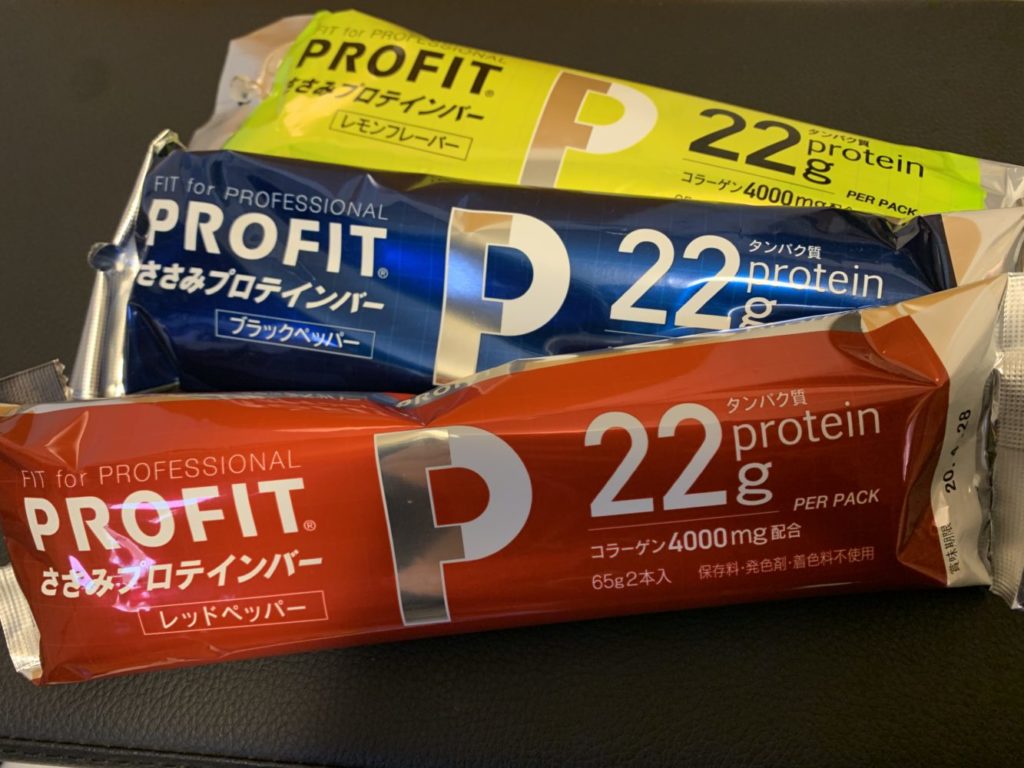 FIT for PROFESSIONAL
PROFIT®
ささみプロテインバー
レモンフレーバー
22g
タンパク質
protein
コラーゲン4000mg配合
PER PACK
FIT for PROFESSIONAL
PROFIT®
ささみプロテインバー
ブラックペッパー
22
タンパク質
protein
FIT for PROFESSIONAL
PROFIT®
ささみプロテインバー
レッドペッパー
22g
タンパク質
protein
PER PACK
コラーゲン4000mg配合
65g2本入
保存料・発色剤・着色料不使用
賞味期限